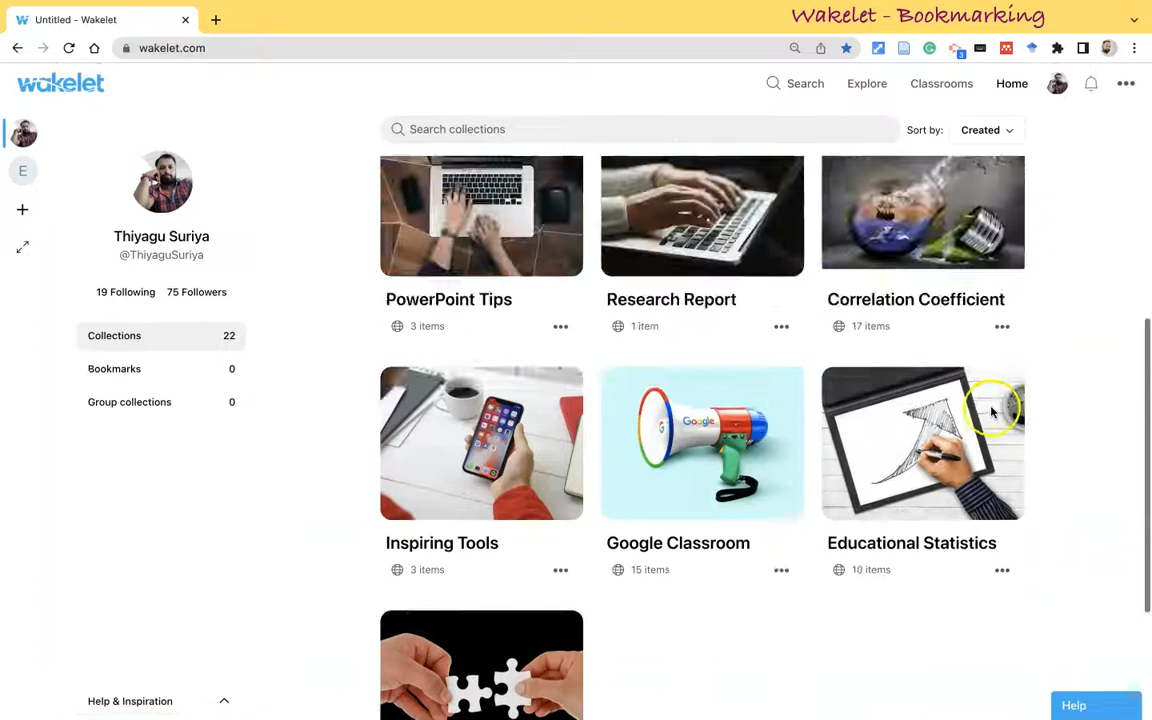 Untitled - Wakelet
Wakelet - Bookmarking
wakelet.com
3
wakelet
Search
Explore
Classrooms
Home
Search collections
Sort by:
Created
E
Thiyagu Suriya
@ThiyaguSuriya
19 Following
75 Followers
Collections
22
Bookmarks
0
Group collections
0
PowerPoint Tips
3 items
Research Report
1 item
Correlation Coefficient
17 items
Google
Inspiring Tools
3 items
Google Classroom
15 items
Educational Statistics
10 items
Help & Inspiration
Help